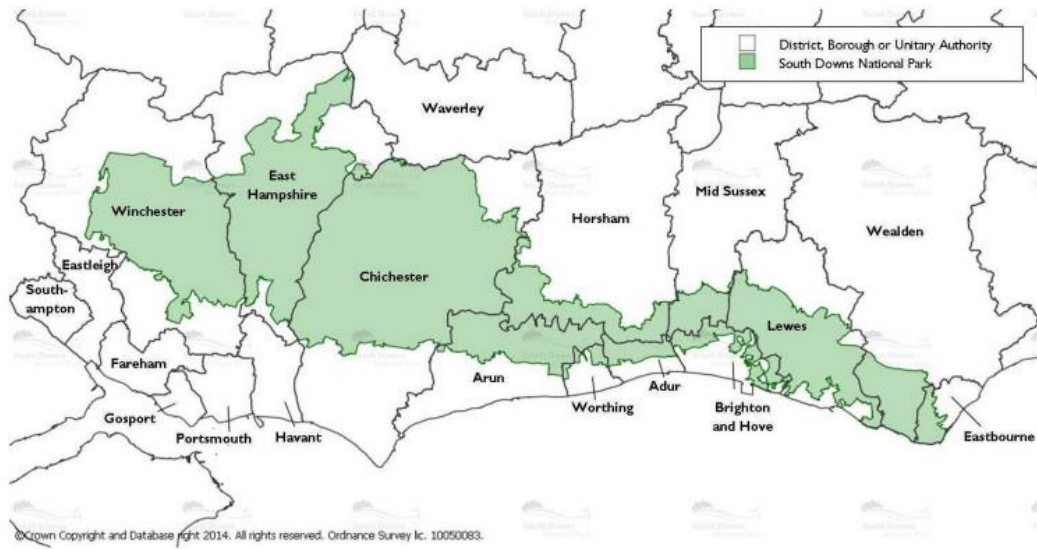 District, Borough or Unitary Authority
South Downs National Park
Waverley
East
Hampshire
Winchester
Mid Sussex
Horsham
Wealden
Eastleigh
Chichester
South-
ampton
Lewes
Fareham
Arun
Adur
Worthing
Brighton
and Hove
Gosport
Portsmouth
Havant
Eastbourne
©Crown Copyright and Database right 2014. All rights reserved. Ordnance Survey lic. 10050083.